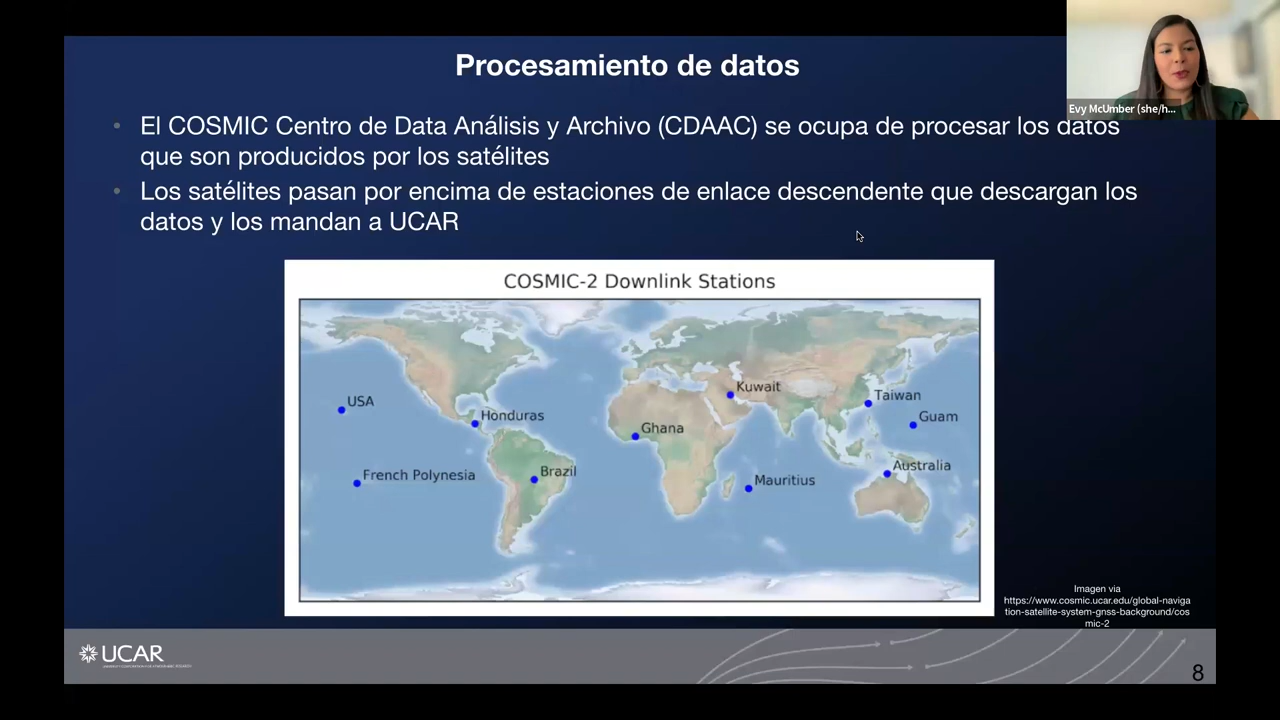 Procesamiento de datos
Evy McUmber (she/h...
• El COSMIC Centro de Data Análisis y Archivo (CDAAC) se ocupa de procesar los datos
que son producidos por los satélites
• Los satélites pasan por encima de estaciones de enlace descendente que descargan los
datos y los mandan a UCAR
COSMIC-2 Downlink Stations
Kuwait
Taiwan
USA
Honduras
Guam
Ghana
Australia
Brazil
French Polynesia
Mauritius
Imagen via
https://www.cosmic.ucar.edu/global-naviga
tion-satellite-system-gnss-background/cos
mic-2
UCAR
8